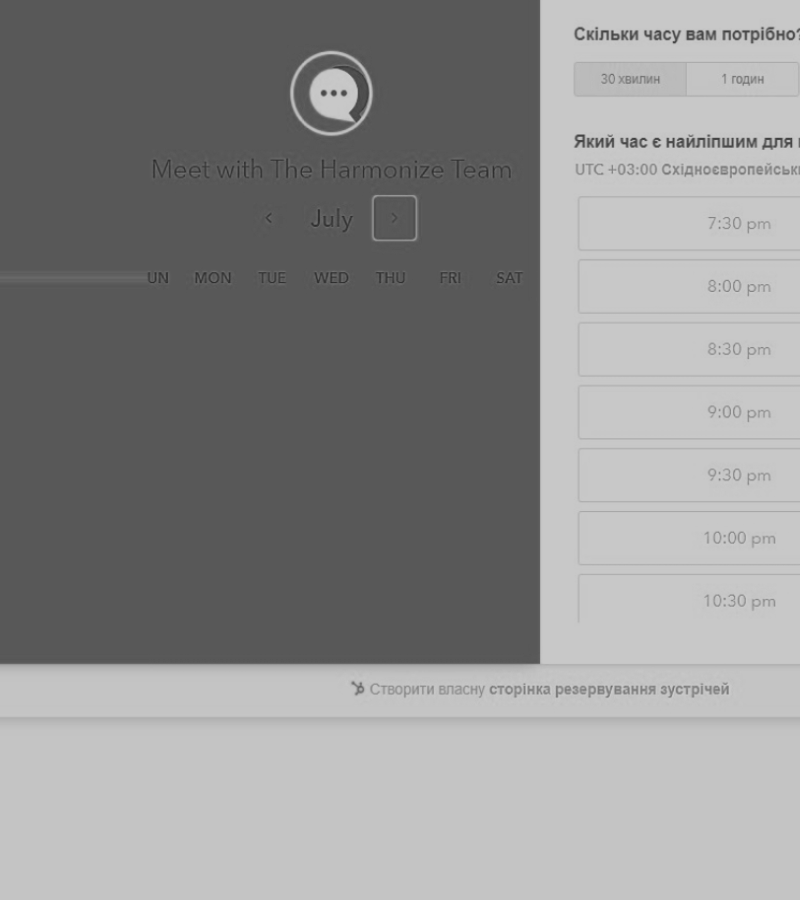 Meet with The Harmonize Team
July
UN MON TUE WED THU FRI SAT
Скільки часу вам потрібно?
30 хвилин 1 годин
Який час є найліпшим для
UTC +03:00
7:30 pm
8:00 pm
8:30 pm
9:00 pm
9:30 pm
10:00 pm
10:30 pm
Створити власну сторінка резервування зустрічей